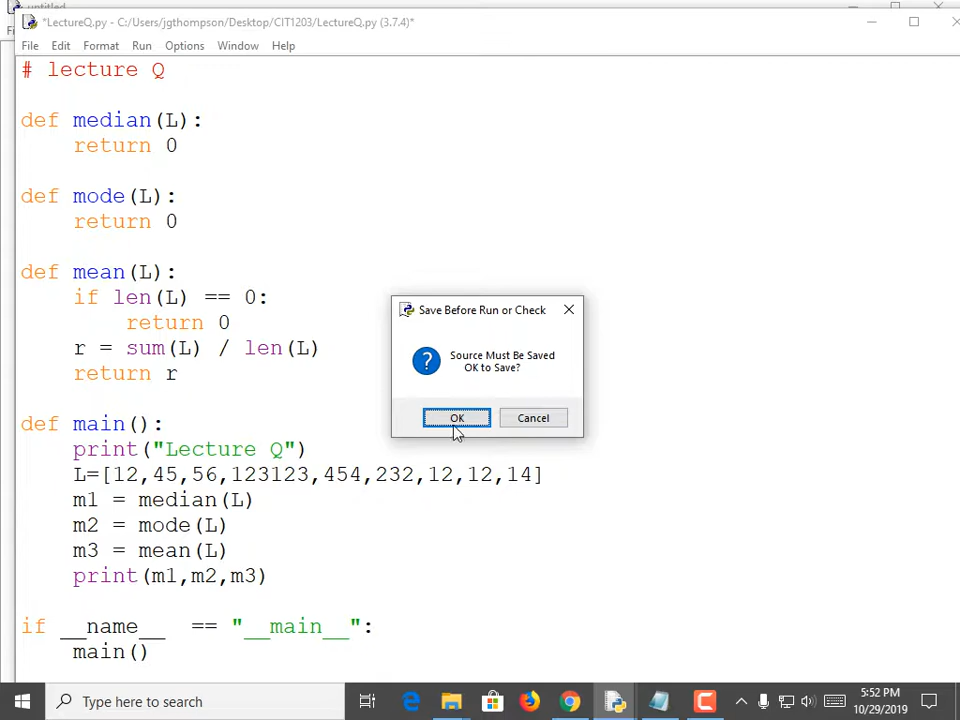 untitled
*LectureQ.py - C:/Users/jgthompson/Desktop/CIT1203/LectureQ.py (3.7.4)*
File Edit Format Run Options Window Help
# lecture Q
def median(L):
return 0
def mode(L):
return 0
def mean(L):
if len(L) == 0:
return 0
r = sum(L) / len(L)
return r
def main():
print("Lecture Q")
L=[12,45,56,123123,454,232,12,12,14]
m1 = median(L)
m2 = mode(L)
m3 = mean(L)
print(m1,m2,m3)
if __name__ == "__main__":
main()
Save Before Run or Check
Source Must Be Saved
OK to Save?
OK Cancel
Type here to search
5:52 PM
10/29/2019